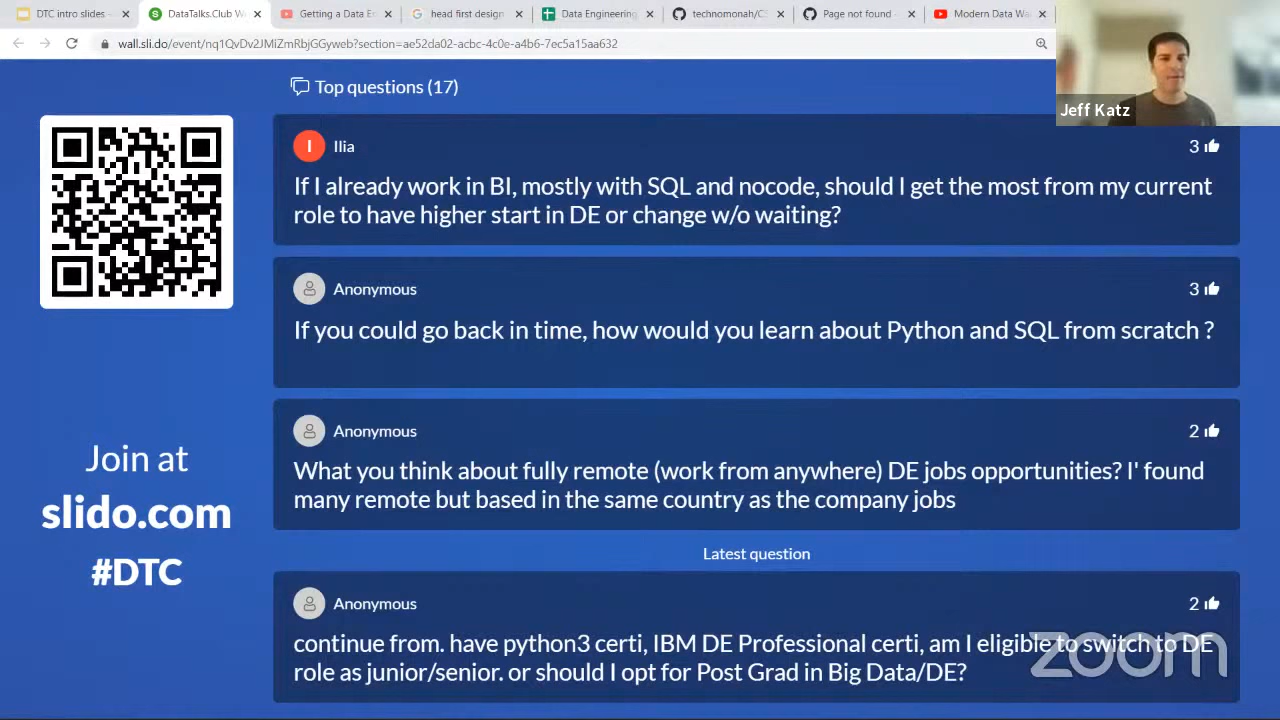 DTC intro slides –
DataTalks.Club W
Getting a Data E
head first design
Data Engineering
technomonah/C
Page not found
Modern Data Wa
wall.sli.do/event/nq1QvDv2JMiZmRbjGGyweb?section=ae52da02-acbc-4c0e-a4b6-7ec5a15aa632
Jeff Katz
Top questions (17)
I
Ilia
3
If I already work in BI, mostly with SQL and nocode, should I get the most from my current
role to have higher start in DE or change w/o waiting?
Anonymous
3
If you could go back in time, how would you learn about Python and SQL from scratch ?
Anonymous
2
What you think about fully remote (work from anywhere) DE jobs opportunities? I' found
many remote but based in the same country as the company jobs
Join at
slido.com
#DTC
Latest question
Anonymous
2
continue from. have python3 certi, IBM DE Professional certi, am I eligible to switch to DE
role as junior/senior. or should I opt for Post Grad in Big Data/DE?
zoom